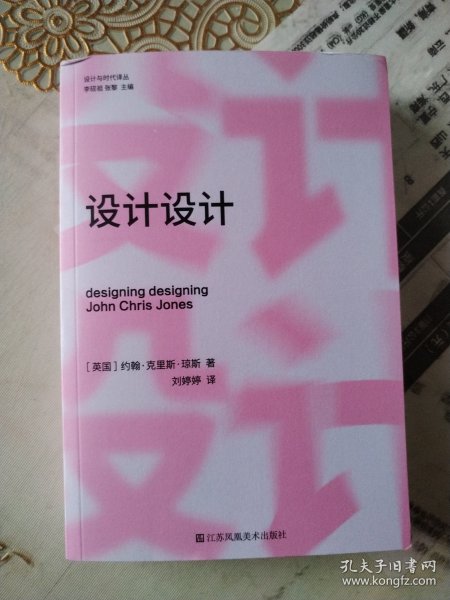 设计与时代译丛
李砚祖 张黎 主编
设计设计
designing designing
John Chris Jones
[英国] 约翰·克里斯·琼斯 著
刘婷婷 译
江苏凤凰美术出版社
孔夫子旧书网
www.kongfz.com